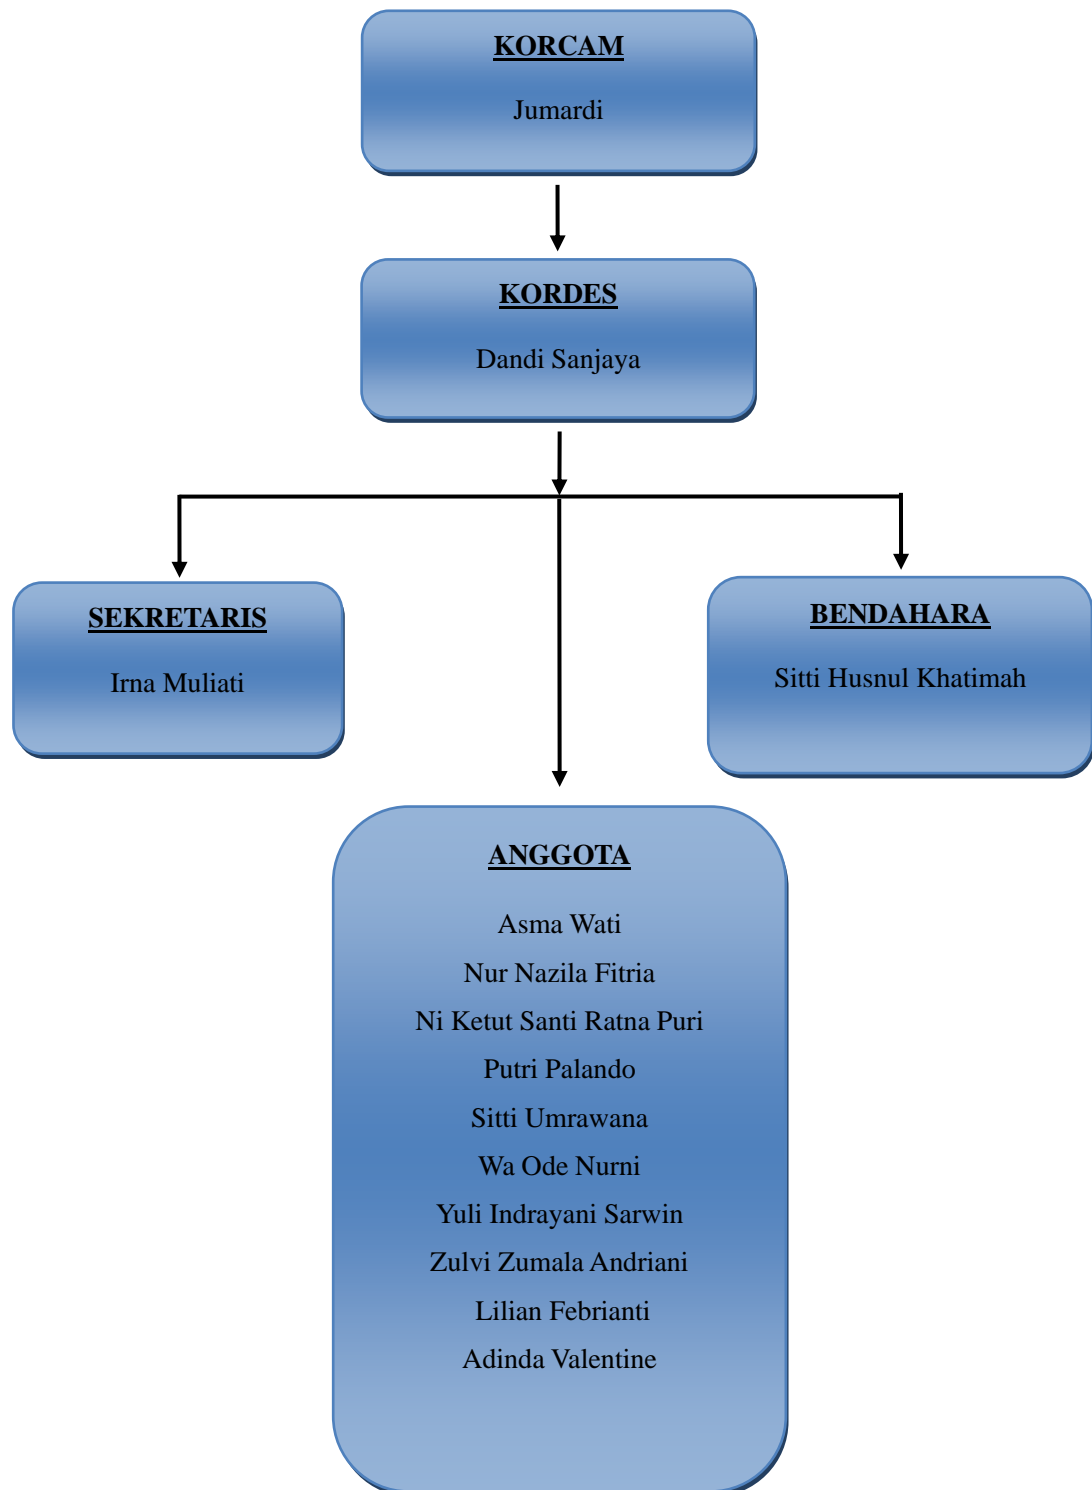 KORCAM
Jumardi
KORDES
Dandi Sanjaya
SEKRETARIS
Irna Muliati
BENDAHARA
Sitti Husnul Khatimah
ANGGOTA
Asma Wati
Nur Nazila Fitria
Ni Ketut Santi Ratna Puri
Putri Palando
Sitti Umrawana
Wa Ode Nurni
Yuli Indrayani Sarwin
Zulvi Zumala Andriani
Lilian Febrianti
Adinda Valentine